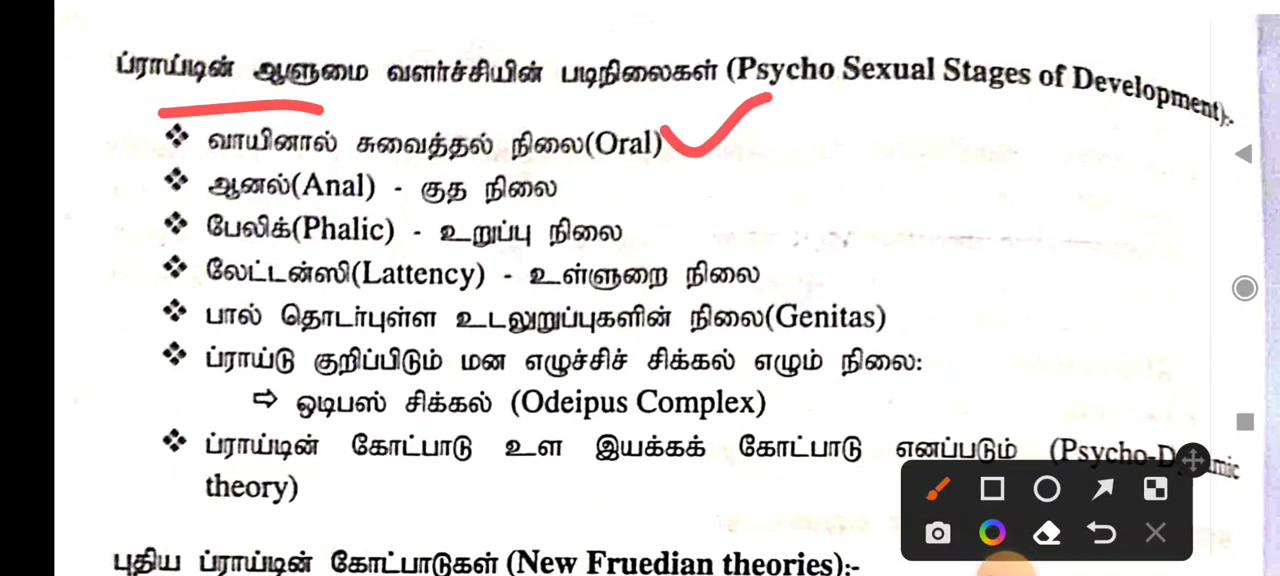 ப்ராய்டின் ஆளுமை வளர்ச்சியின் படிநிலைகள் (Psycho Sexual Stages of Development):-
❖ வாயினால் சுவைத்தல் நிலை(Oral)
❖ ஆனல்(Anal) - குத நிலை
❖ பேலிக்(Phalic) - உறுப்பு நிலை
❖ லேட்டன்ஸி(Lattency) - உள்ளுறை நிலை
❖ பால் தொடர்புள்ள உடலுறுப்புகளின் நிலை(Genitas)
❖ ப்ராய்டு குறிப்பிடும் மன எழுச்சிச் சிக்கல் எழும் நிலை:
⇨ ஒடிபஸ் சிக்கல் (Odeipus Complex)
❖ ப்ராய்டின் கோட்பாடு உள இயக்கக் கோட்பாடு எனப்படும்
theory)
புதிய ப்ராய்டின் கோட்பாடுகள் (New Fruedian theories):-